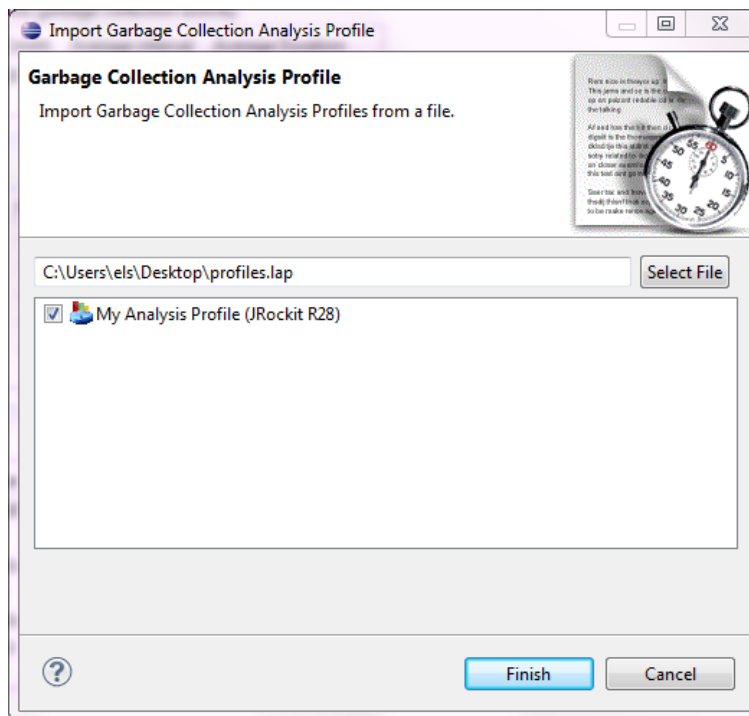 Import Garbage Collection Analysis Profile
Garbage Collection Analysis Profile
Import Garbage Collection Analysis Profiles from a file.
C:\Users\els\Desktop\profiles.lap
Select File
My Analysis Profile (JRockit R28)
?
Finish
Cancel